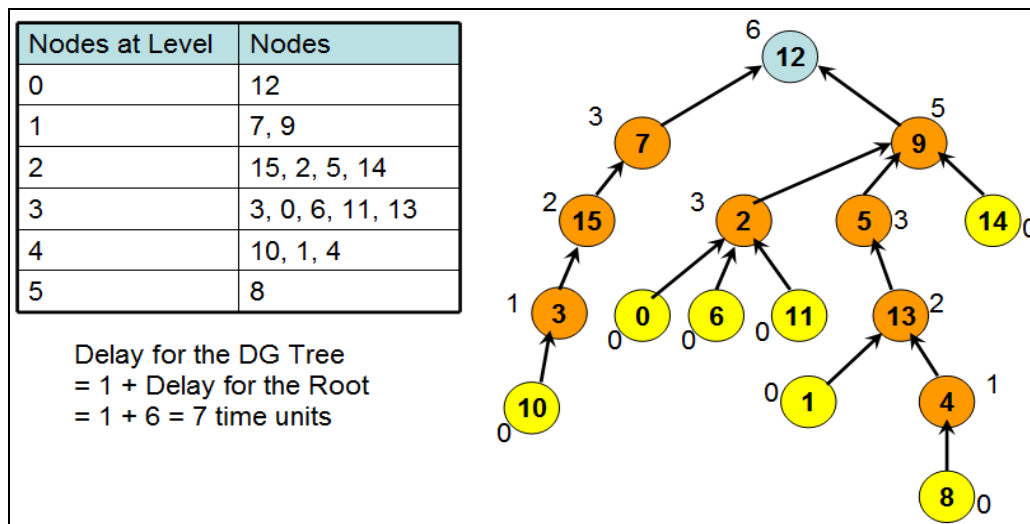 Nodes at Level Nodes
0 12
1 7, 9
2 15, 2, 5, 14
3 3, 0, 6, 11, 13
4 10, 1, 4
5 8
Delay for the DG Tree
= 1 + Delay for the Root
= 1 + 6 = 7 time units
6 12
3 7 5 9
2 15 3 2 5 3 14 0
1 3 0 0 0 6 0 11 13 2
0 10 0 1 4 1
8 0